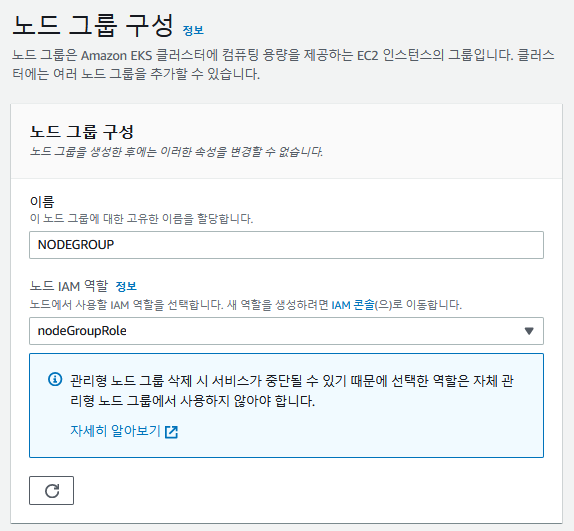 노드 그룹 구성 정보
노드 그룹은 Amazon EKS 클러스터에 컴퓨팅 용량을 제공하는 EC2 인스턴스의 그룹입니다. 클러스
터에는 여러 노드 그룹을 추가할 수 있습니다.
노드 그룹 구성
노드 그룹을 생성한 후에는 이러한 속성을 변경할 수 없습니다.
이름
이 노드 그룹에 대한 고유한 이름을 할당합니다.
NODEGROUP
노드 IAM 역할 정보
노드에서 사용할 IAM 역할을 선택합니다. 새 역할을 생성하려면 IAM 콘솔(으)로 이동합니다.
nodeGroupRole
관리형 노드 그룹 삭제 시 서비스가 중단될 수 있기 때문에 선택한 역할은 자체 관
리형 노드 그룹에서 사용하지 않아야 합니다.
자세히 알아보기